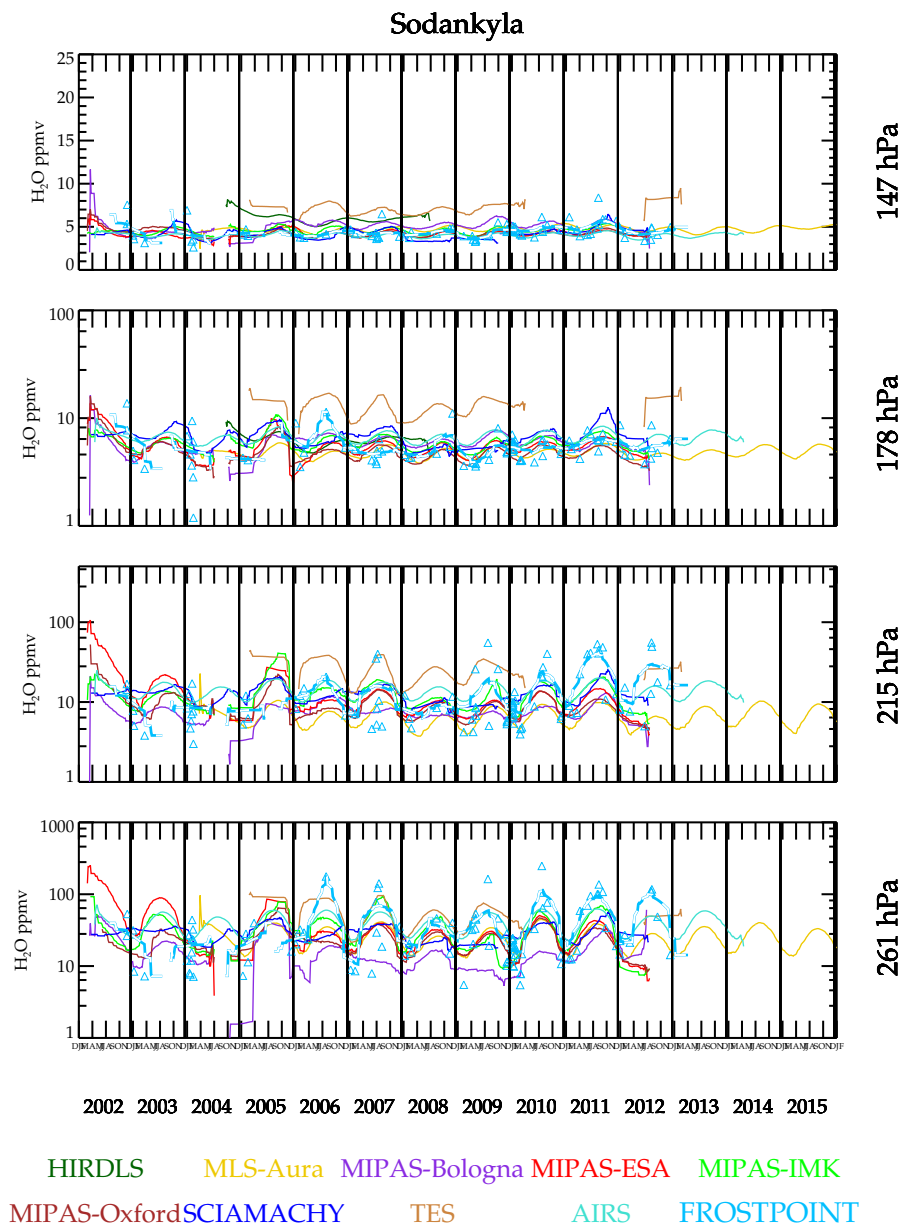 Sodankyla
25
20
15
10
5
0
H₂O ppmv
147 hPa
100
10
1
H₂O ppmv
178 hPa
100
10
1
H₂O ppmv
215 hPa
1000
100
10
1
H₂O ppmv
261 hPa
2002 2003 2004 2005 2006 2007 2008 2009 2010 2011 2012 2013 2014 2015
HIRDLS MLS-Aura MIPAS-Bologna MIPAS-ESA MIPAS-IMK
MIPAS-Oxford SCIAMACHY TES AIRS FROSTPOINT